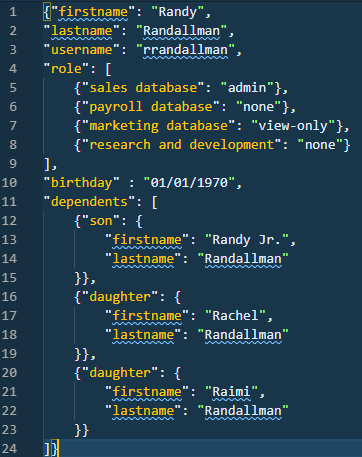 1 {"firstname": "Randy",
2 "lastname": "Randallman",
3 "username": "rrandallman",
4 "role": [
5     {"sales database": "admin"},
6     {"payroll database": "none"},
7     {"marketing database": "view-only"},
8     {"research and development": "none"}
9 ],
10 "birthday" : "01/01/1970",
11 "dependents": [
12     {"son": {
13         "firstname": "Randy Jr.",
14         "lastname": "Randallman"
15     }},
16     {"daughter": {
17         "firstname": "Rachel",
18         "lastname": "Randallman"
19     }},
20     {"daughter": {
21         "firstname": "Raimi",
22         "lastname": "Randallman"
23     }}
24 ]}